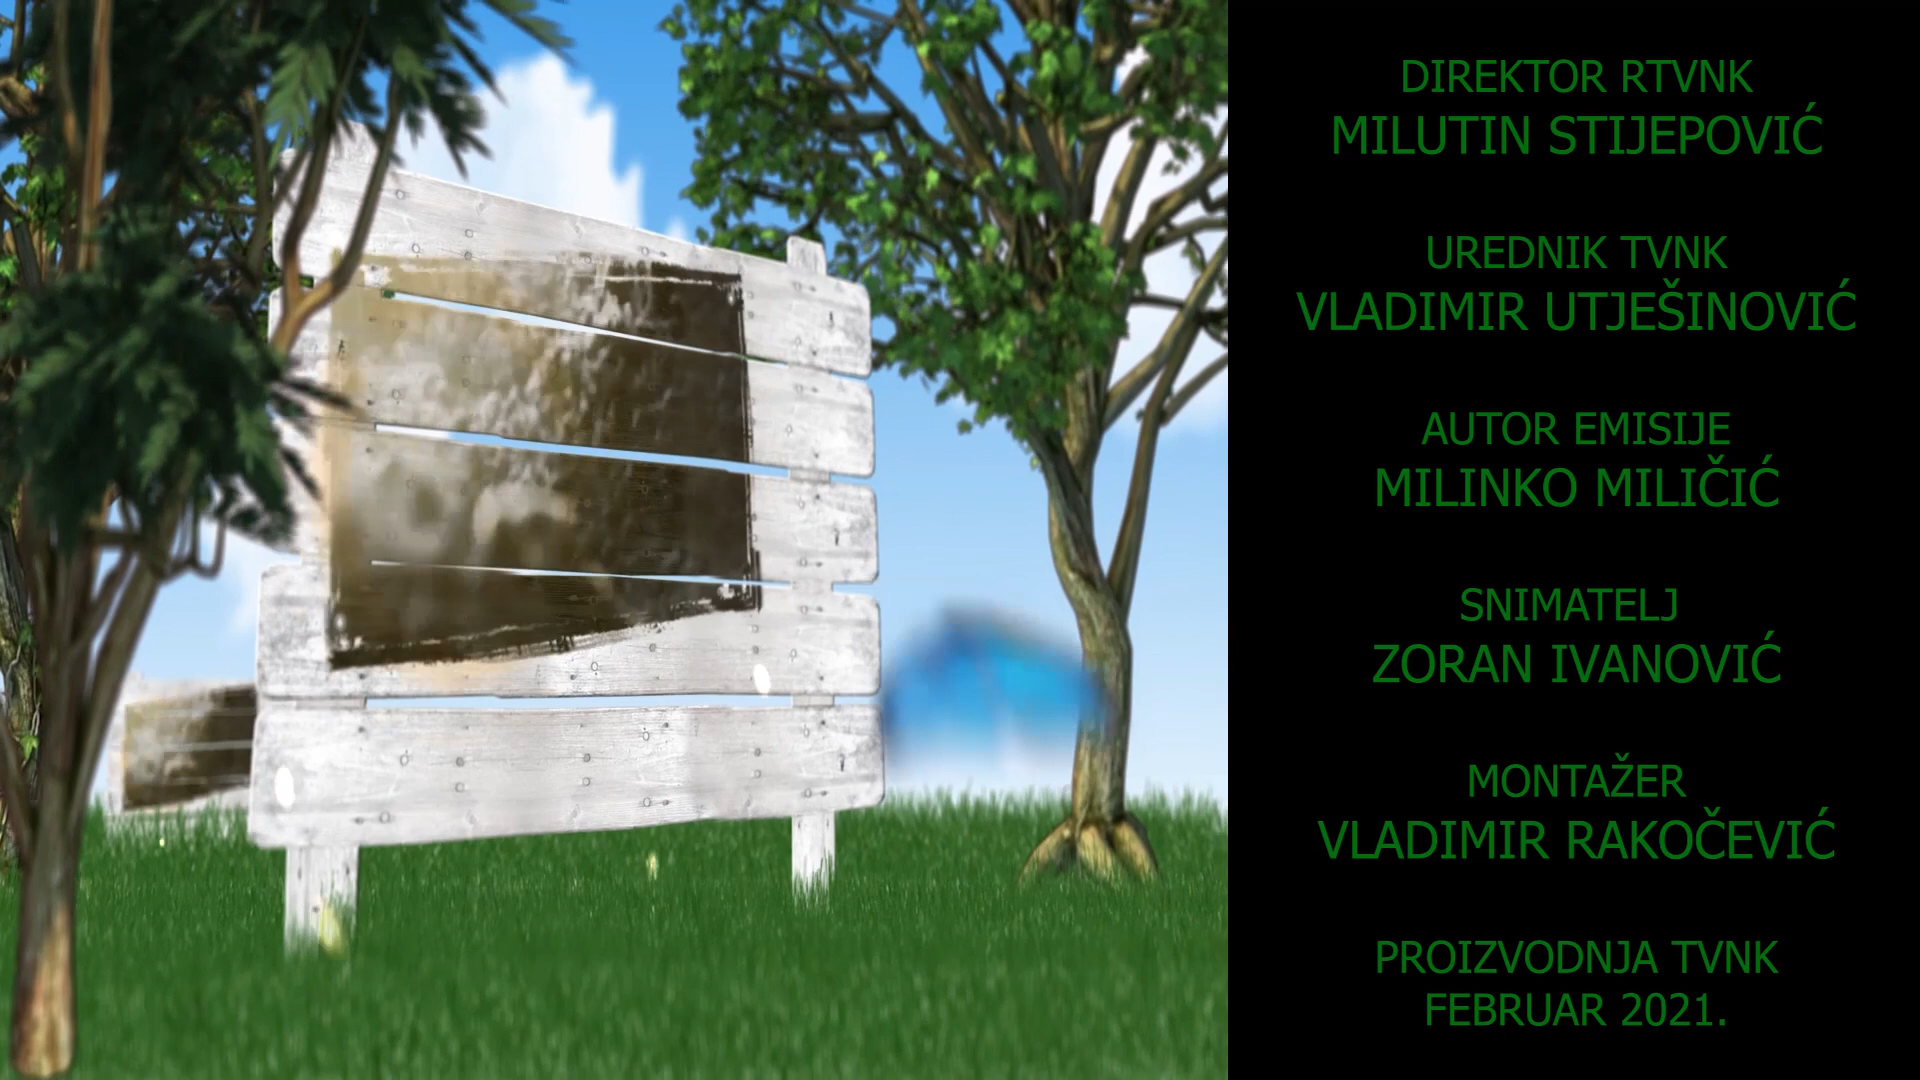 DIREKTOR RTVNK
MILUTIN STIJEPOVIĆ
UREDNIK TVNK
VLADIMIR UTJEŠINOVIĆ
AUTOR EMISIJE
MILINKO MILIČIĆ
SNIMATELJ
ZORAN IVANOVIĆ
MONTAŽER
VLADIMIR RAKOČEVIĆ
PROIZVODNJA TVNK
FEBRUAR 2021.